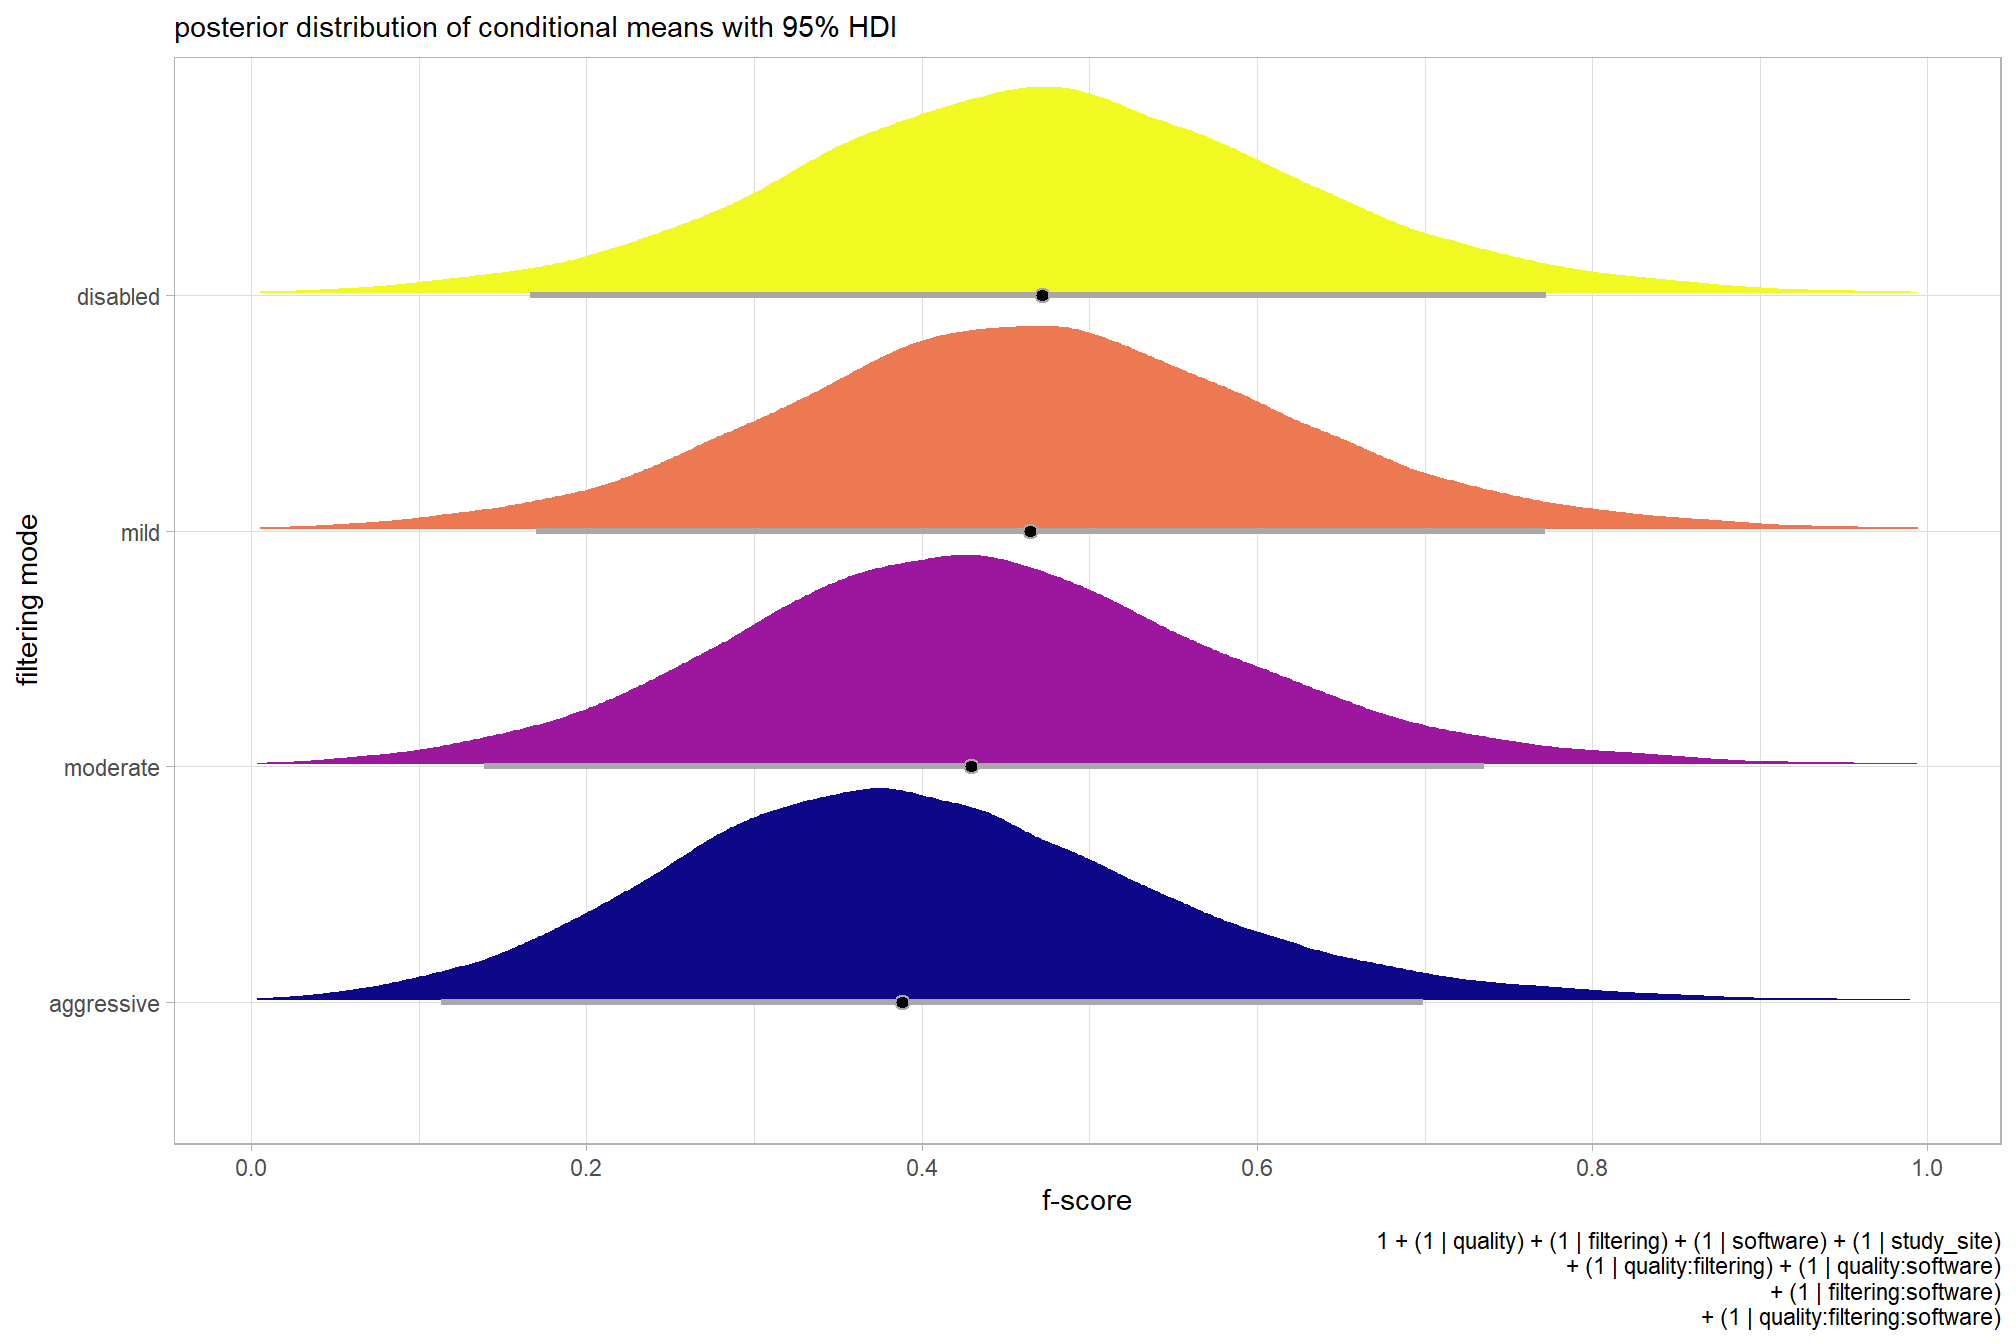 posterior distribution of conditional means with 95% HDI
filtering mode
disabled
mild
moderate
aggressive
0.0 0.2 0.4 0.6 0.8 1.0
f-score
1 + (1 | quality) + (1 | filtering) + (1 | software) + (1 | study_site)
+ (1 | quality:filtering) + (1 | quality:software)
+ (1 | filtering:software)
+ (1 | quality:filtering:software)